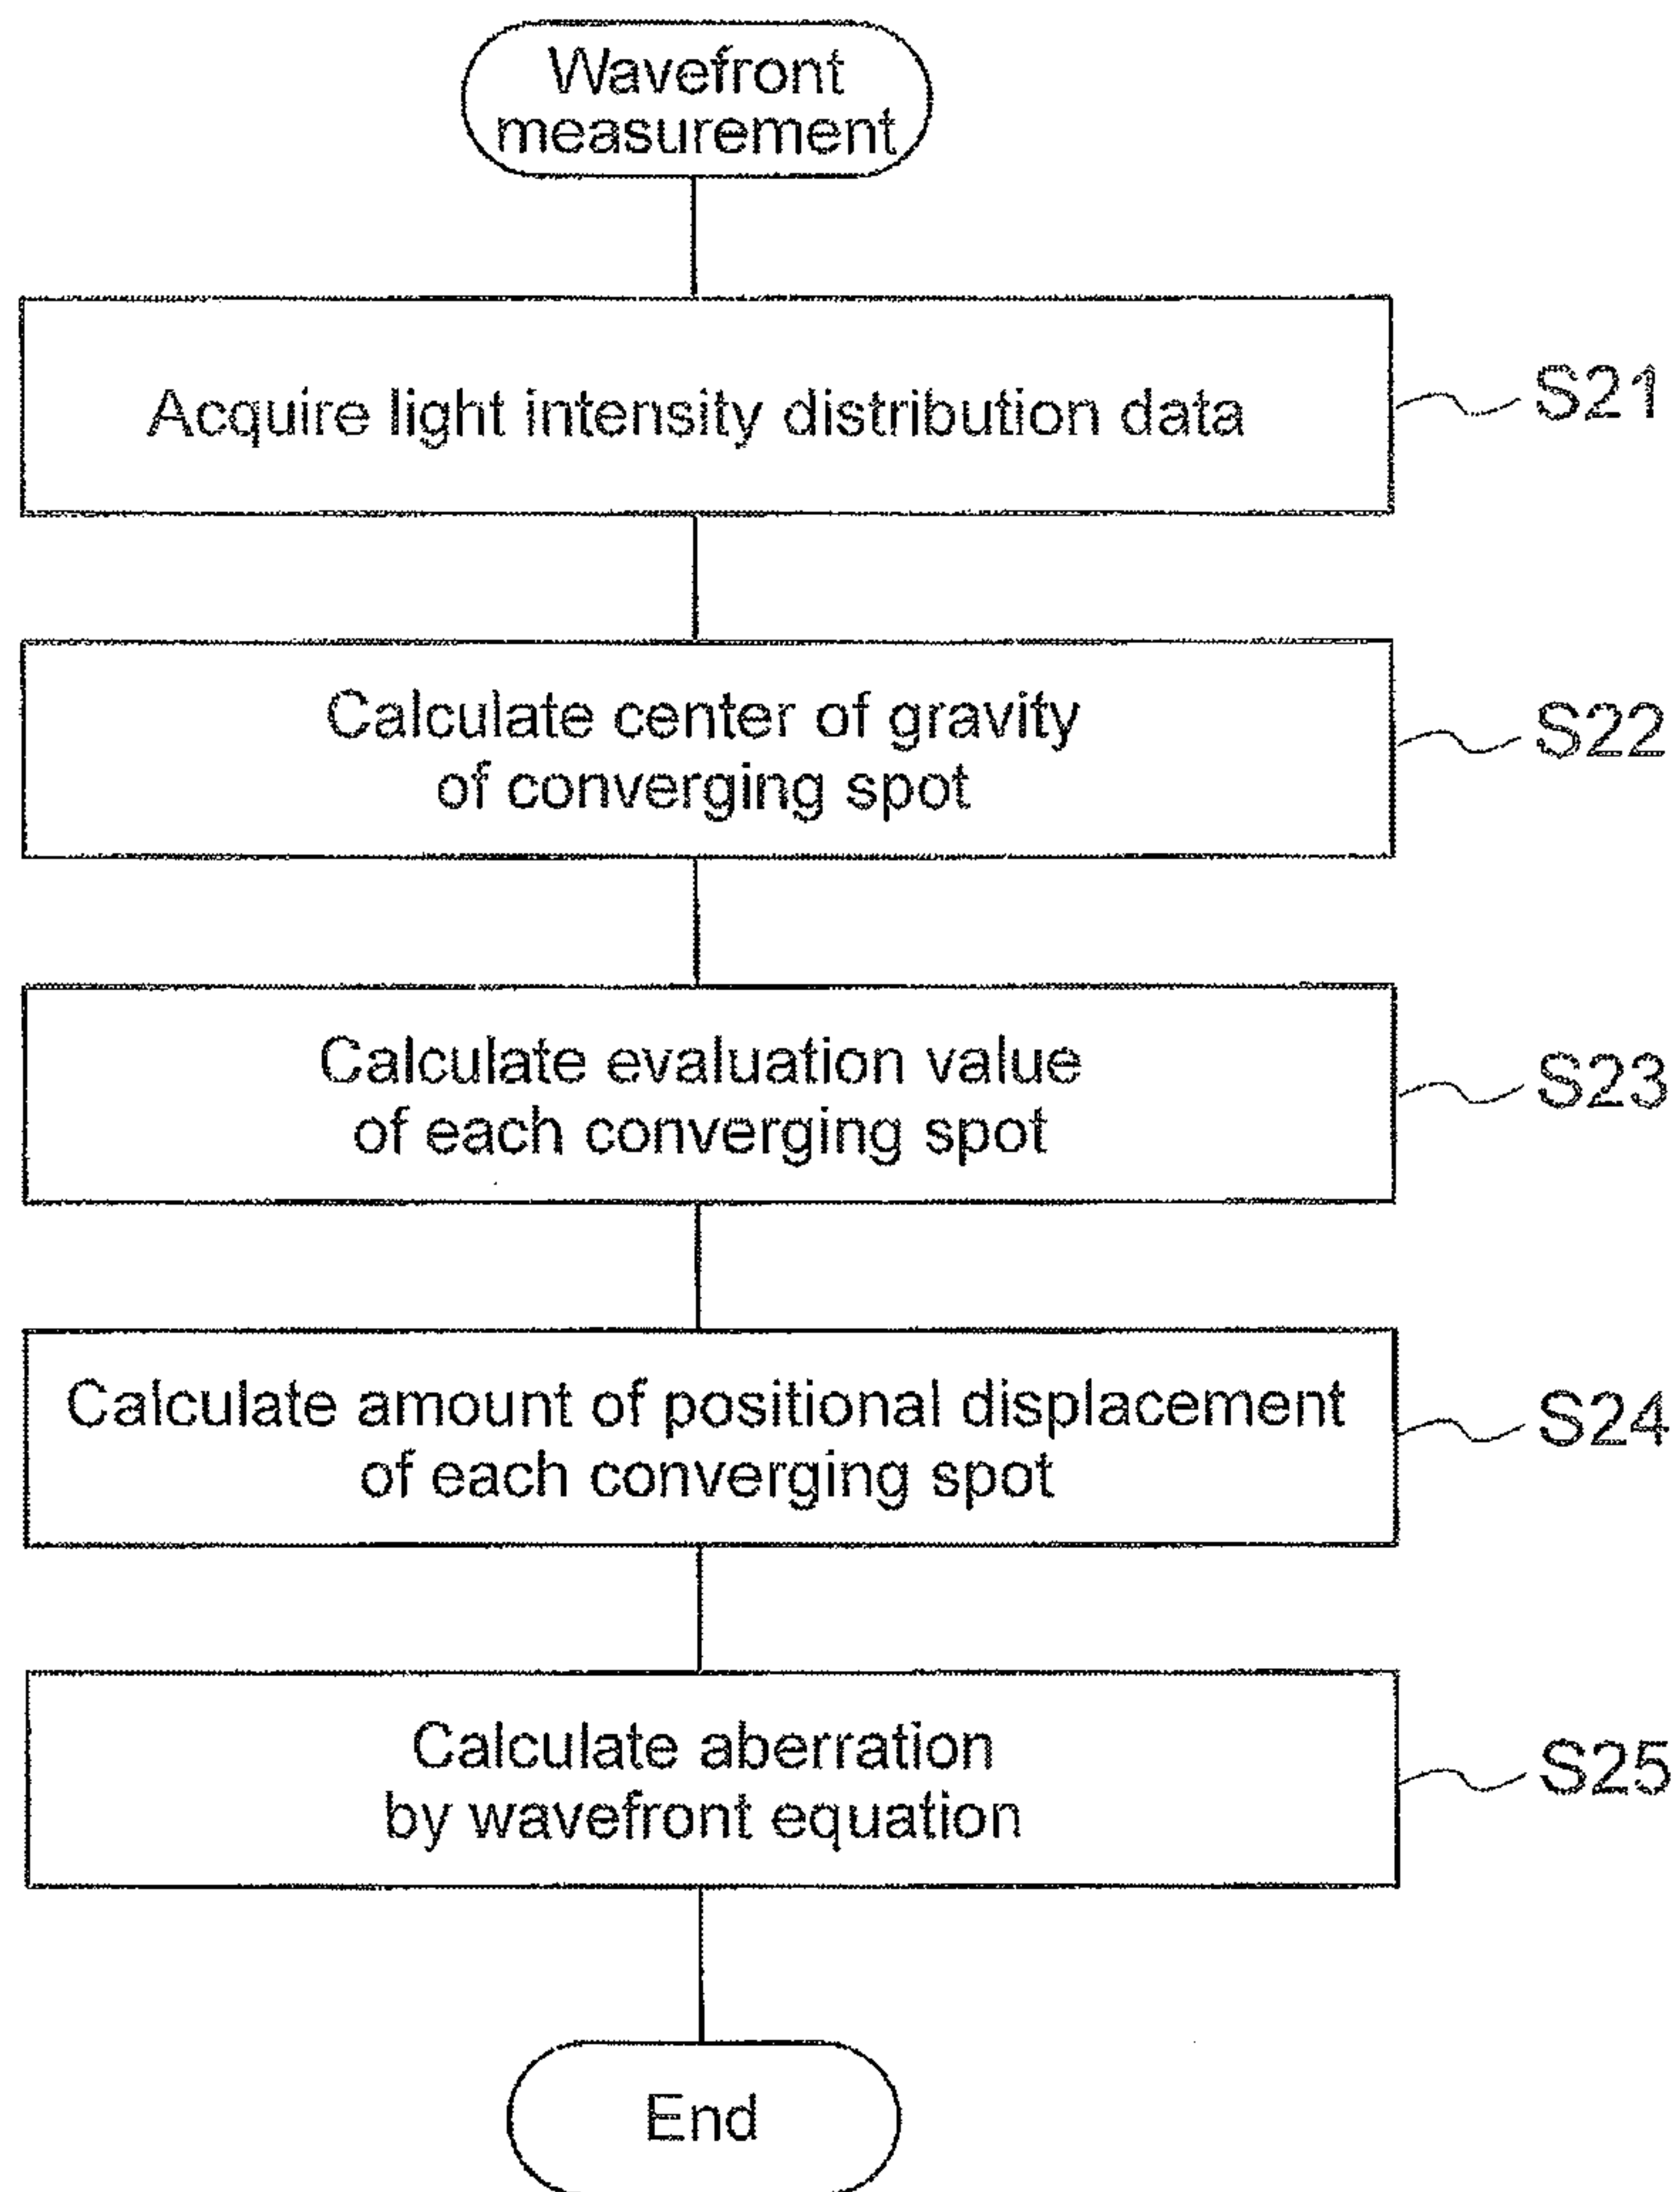 Wavefront
measurement
Acquire light intensity distribution data
S21
Calculate center of gravity
of converging spot
S22
Calculate evaluation value
of each converging spot
S23
Calculate amount of positional displacement
of each converging spot
S24
Calculate aberration
by wavefront equation
S25
End